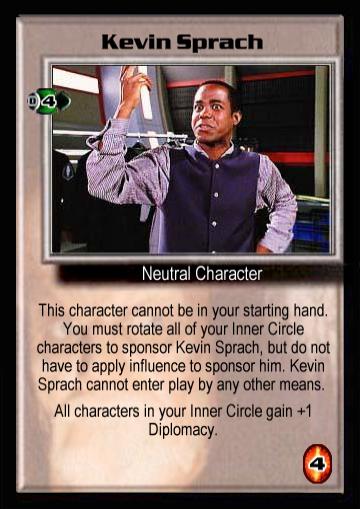 Kevin Sprach
4
Neutral Character
This character cannot be in your starting hand.
You must rotate all of your Inner Circle
characters to sponsor Kevin Sprach, but do not
have to apply influence to sponsor him. Kevin
Sprach cannot enter play by any other means.
All characters in your Inner Circle gain +1
Diplomacy.
4